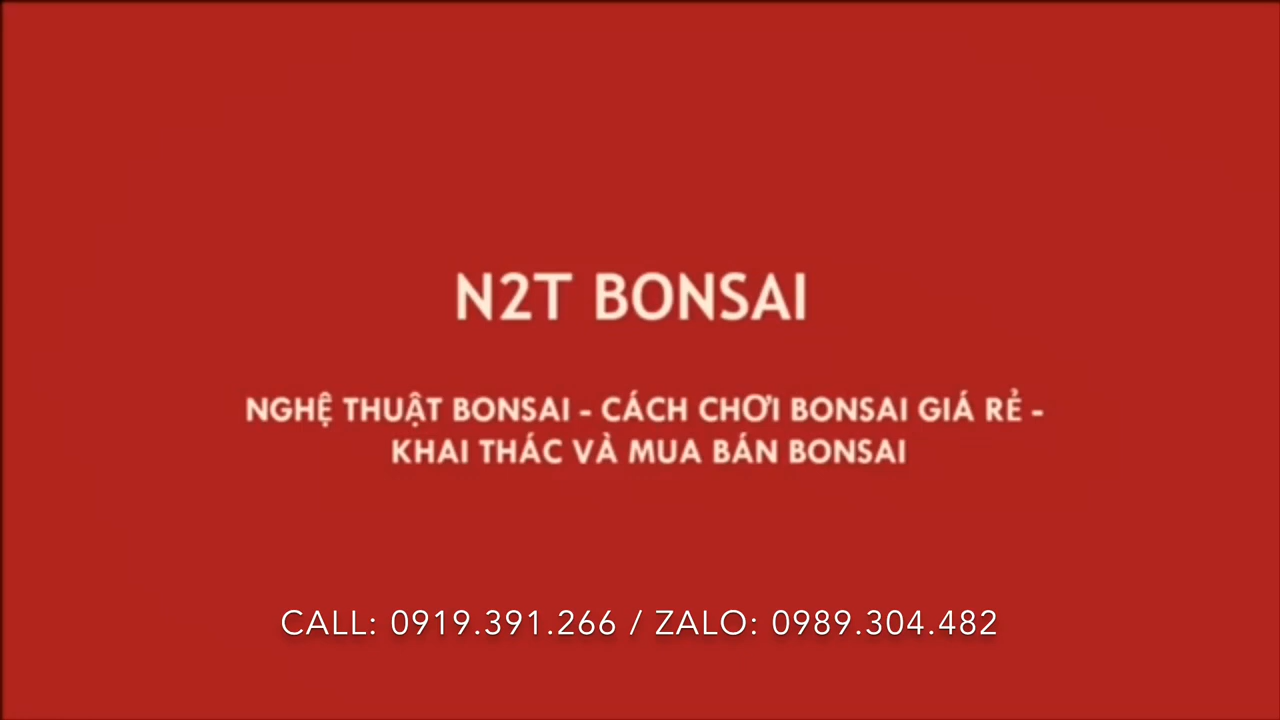 N2T BONSAI
NGHỆ THUẬT BONSAI - CÁCH CHƠI BONSAI GIÁ RẺ -
KHAI THÁC VÀ MUA BÁN BONSAI
CALL: 0919.391.266 / ZALO: 0989.304.482